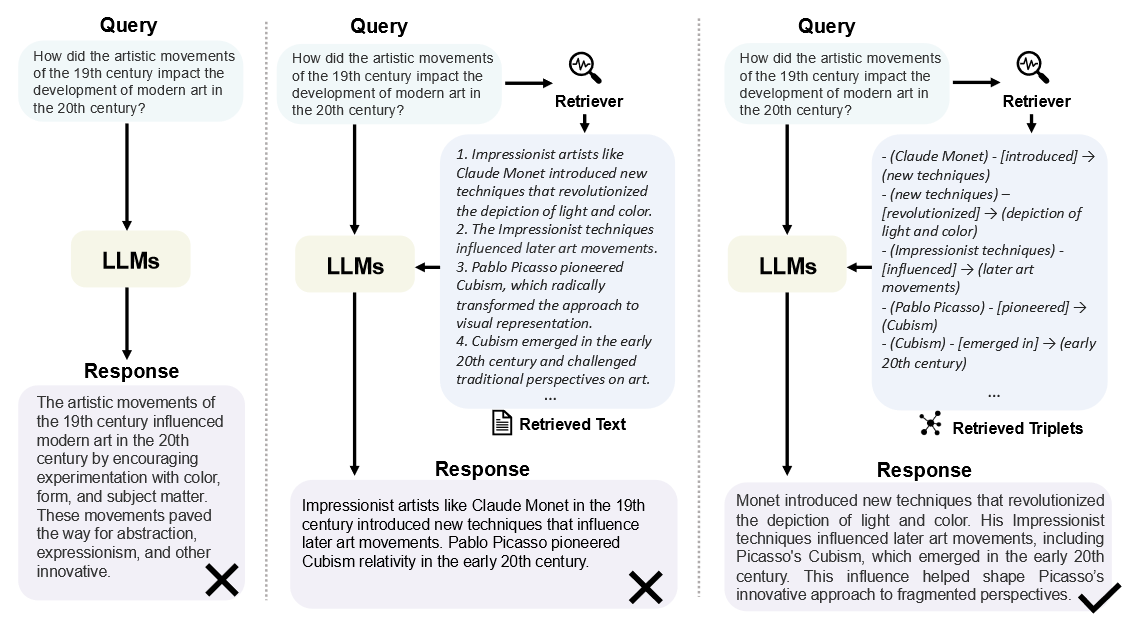 Query
How did the artistic movements
of the 19th century impact the
development of modern art in
the 20th century?
LLMs
Response
The artistic movements of
the 19th century influenced
modern art in the 20th
century by encouraging
experimentation with color,
form, and subject matter.
These movements paved
the way for abstraction,
expressionism, and other
innovative.
Query
How did the artistic movements
of the 19th century impact the
development of modern art in
the 20th century?
Retriever
1. Impressionist artists like
Claude Monet introduced new
techniques that revolutionized
the depiction of light and color.
2. The Impressionist techniques
influenced later art movements.
3. Pablo Picasso pioneered
Cubism, which radically
transformed the approach to
visual representation.
4. Cubism emerged in the early
20th century and challenged
traditional perspectives on art.
...
Retrieved Text
LLMs
Response
Impressionist artists like Claude Monet in the 19th
century introduced new techniques that influence
later art movements. Pablo Picasso pioneered
Cubism relativity in the early 20th century.
Query
How did the artistic movements
of the 19th century impact the
development of modern art in
the 20th century?
Retriever
- (Claude Monet) - [introduced] →
(new techniques)
- (new techniques) –
[revolutionized] → (depiction of
light and color)
- (Impressionist techniques) -
[influenced] → (later art
movements)
- (Pablo Picasso) - [pioneered] →
(Cubism)
- (Cubism) - [emerged in] → (early
20th century)
...
Retrieved Triplets
LLMs
Response
Monet introduced new techniques that revolutionized
the depiction of light and color. His Impressionist
techniques influenced later art movements, including
Picasso's Cubism, which emerged in the early 20th
century. This influence helped shape Picasso's
innovative approach to fragmented perspectives.